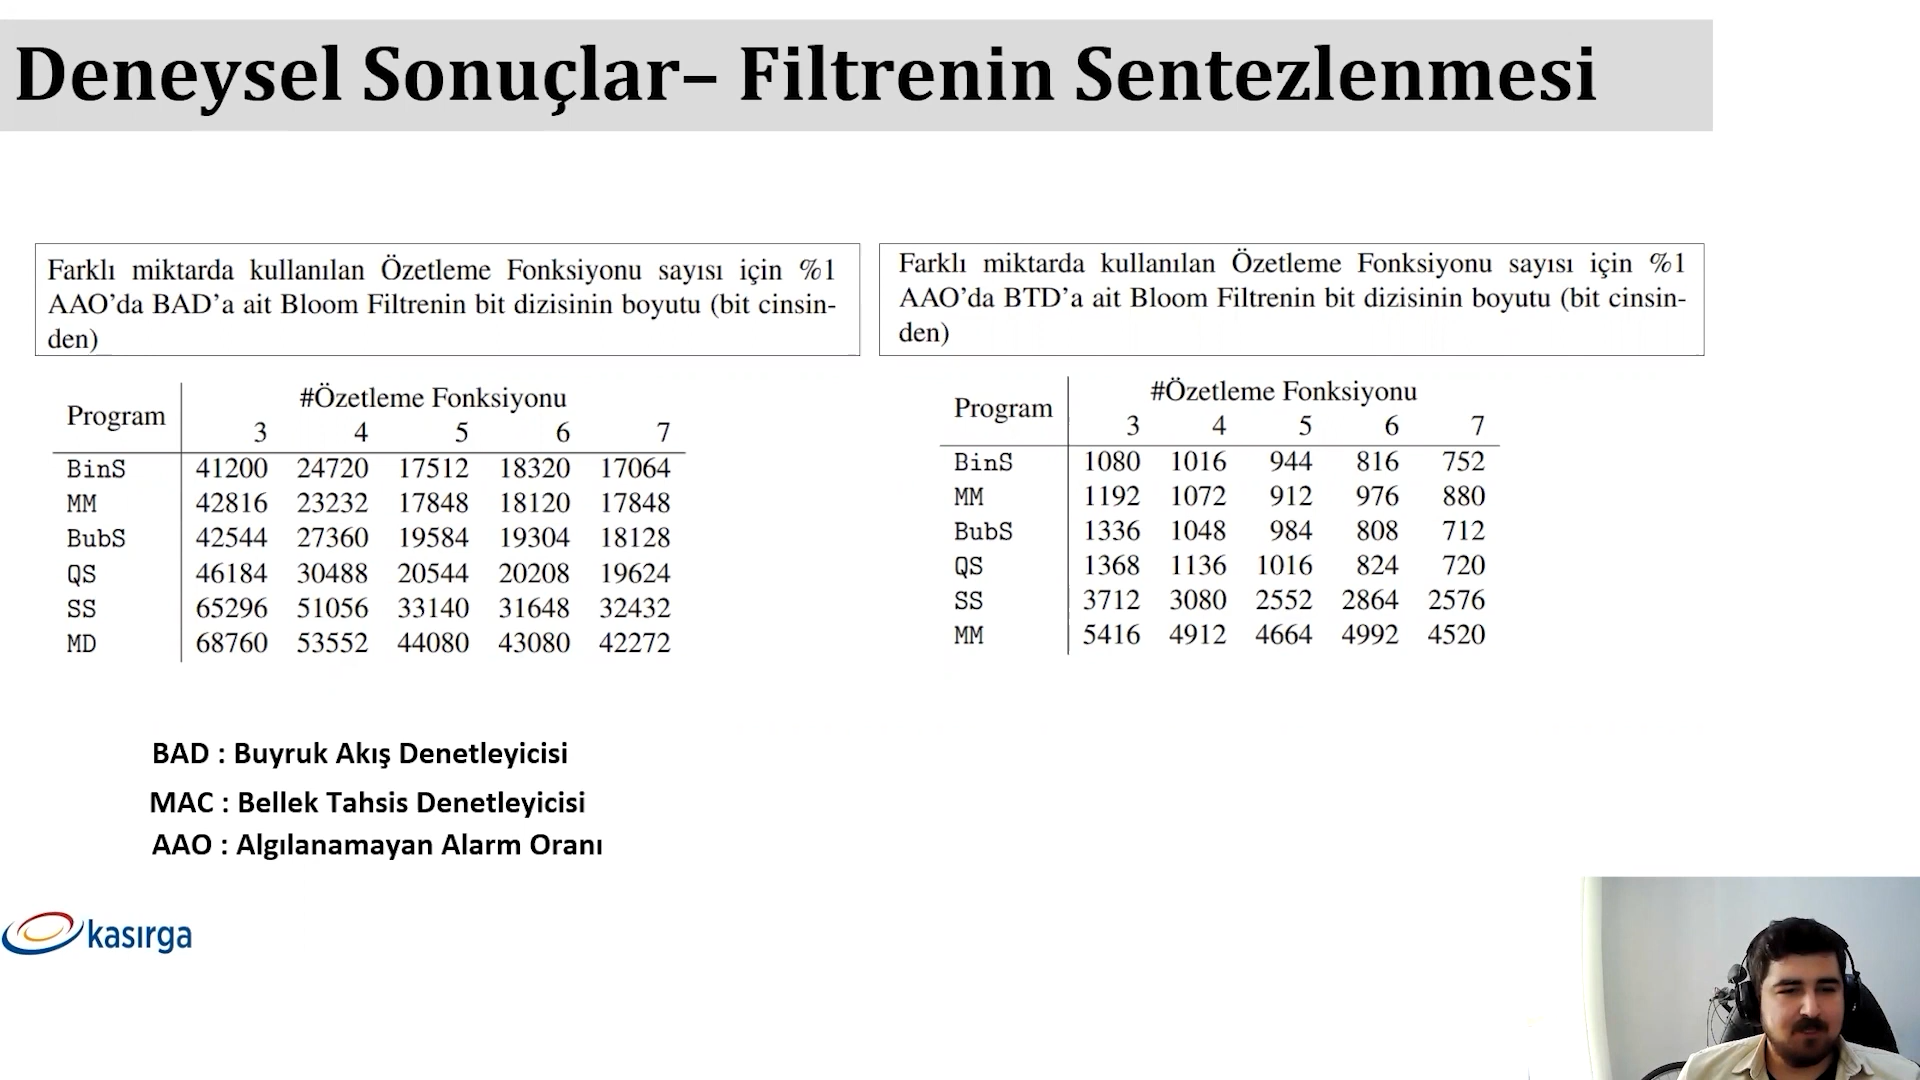 Deneysel Sonuçlar– Filtrenin Sentezlenmesi
Farklı miktarda kullanılan Özetleme Fonksiyonu sayısı için %1
AAO’da BAD’a ait Bloom Filtrenin bit dizisinin boyutu (bit cinsin-
den)
#Özetleme Fonksiyonu
Program
3 4 5 6 7
BinS 41200 24720 17512 18320 17064
MM 42816 23232 17848 18120 17848
BubS 42544 27360 19584 19304 18128
QS 46184 30488 20544 20208 19624
SS 65296 51056 33140 31648 32432
MD 68760 53552 44080 43080 42272
Farklı miktarda kullanılan Özetleme Fonksiyonu sayısı için %1
AAO’da BTD’a ait Bloom Filtrenin bit dizisinin boyutu (bit cinsin-
den)
#Özetleme Fonksiyonu
Program
3 4 5 6 7
BinS 1080 1016 944 816 752
MM 1192 1072 912 976 880
BubS 1336 1048 984 808 712
QS 1368 1136 1016 824 720
SS 3712 3080 2552 2864 2576
MM 5416 4912 4664 4992 4520
BAD : Buyruk Akış Denetleyicisi
MAC : Bellek Tahsis Denetleyicisi
AAO : Algılanamayan Alarm Oranı
kasırga